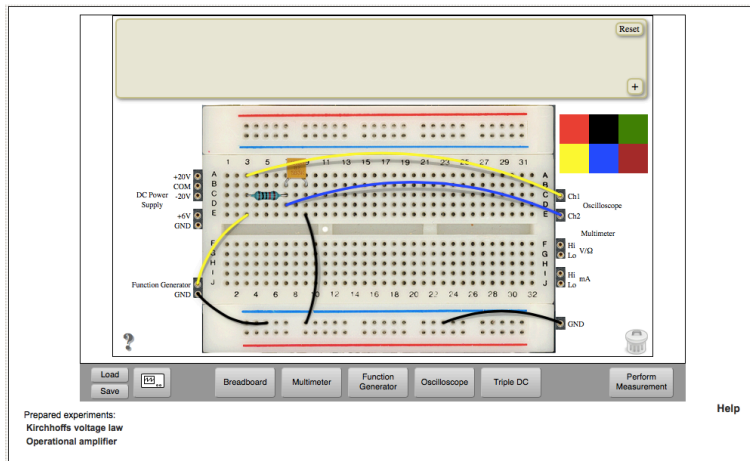 Reset
+
1 3 5 7 9 11 13 15 17 19 21 23 25 27 29 31
A A
B B
C C
D D
E E
+20V
COM
-20V
DC Power
Supply
+6V
GND
Ch1
Oscilloscope
Ch2
Multimeter
F F
G G
H H
I I
J J
Hi
V/Ω
Lo
Hi
mA
Lo
Function Generator
GND
2 4 6 8 10 12 14 16 18 20 22 24 26 28 30 32
GND
?
Load
Save
Breadboard
Multimeter
Function
Generator
Oscilloscope
Triple DC
Perform
Measurement
Help
Prepared experiments:
Kirchhoffs voltage law
Operational amplifier